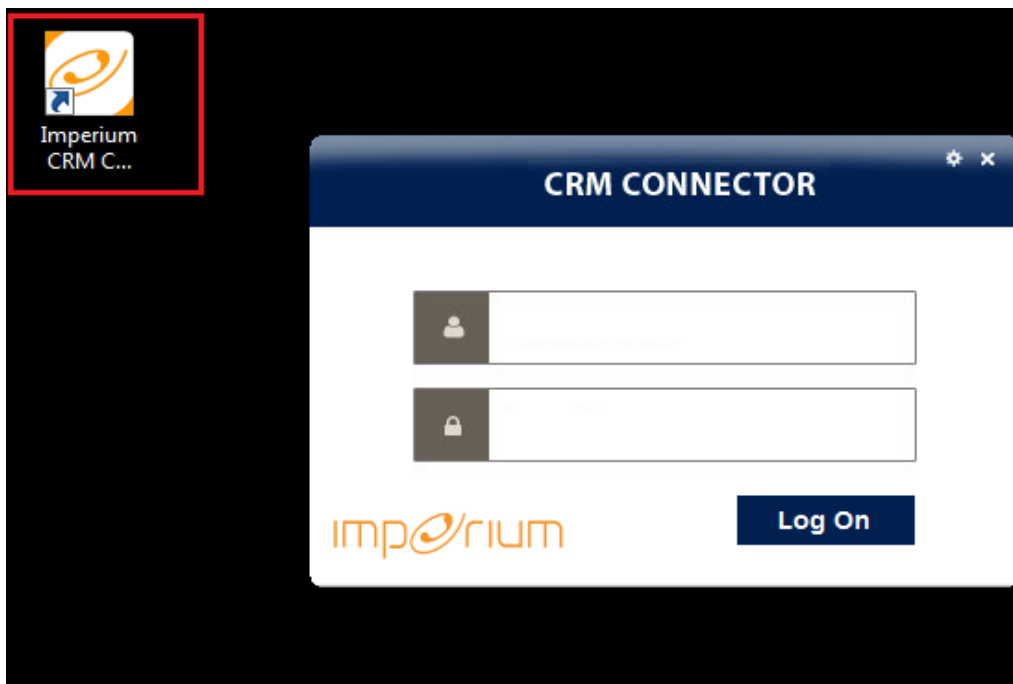 Imperium
CRM C...
CRM CONNECTOR
Log On
imperium